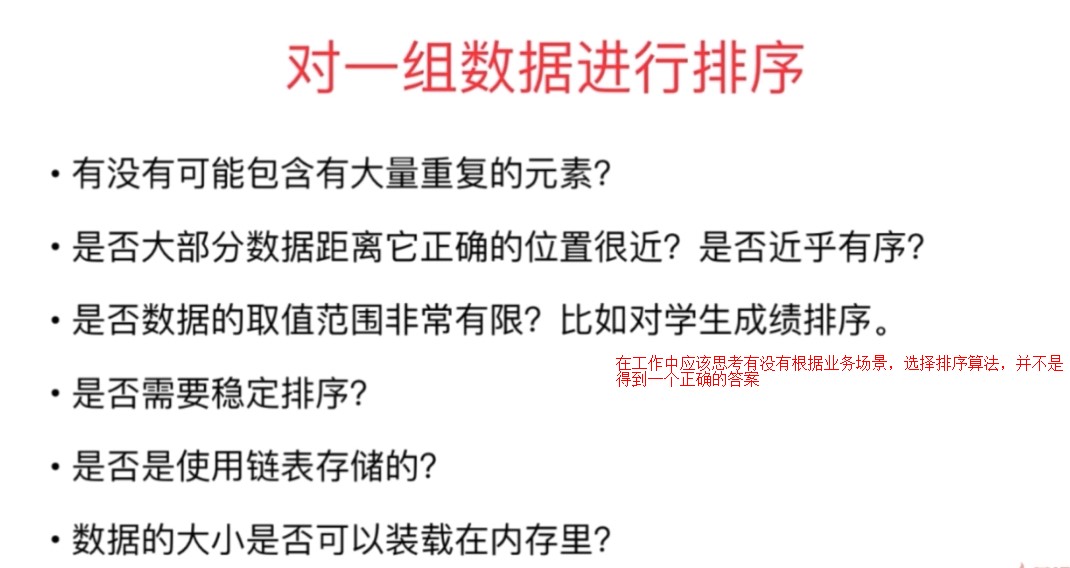 对一组数据进行排序
• 有没有可能包含有大量重复的元素？
• 是否大部分数据距离它正确的位置很近？是否近乎有序？
• 是否数据的取值范围非常有限？比如对学生成绩排序。
在工作中应该思考有没有根据业务场景，选择排序算法，并不是
得到一个正确的答案
• 是否需要稳定排序？
• 是否是使用链表存储的？
• 数据的大小是否可以装载在内存里？